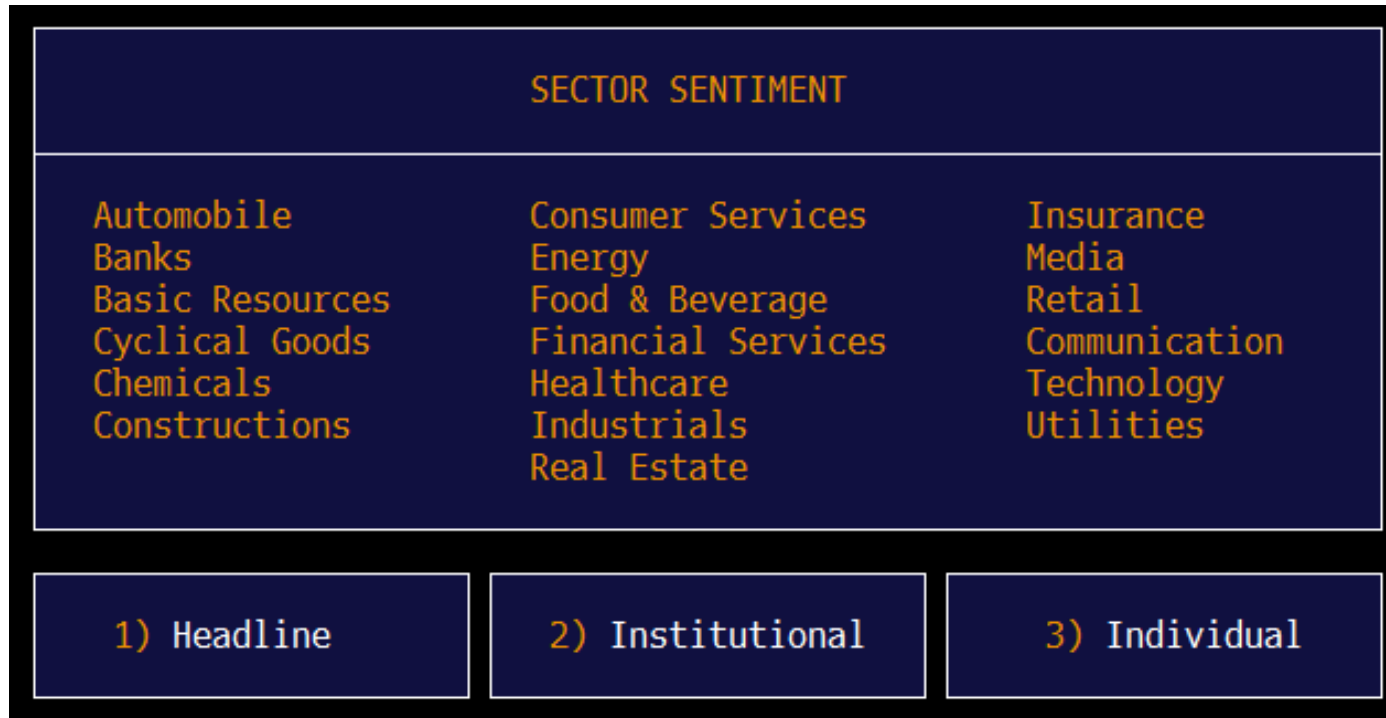 SECTOR SENTIMENT
Automobile
Banks
Basic Resources
Cyclical Goods
Chemicals
Constructions
Consumer Services
Energy
Food & Beverage
Financial Services
Healthcare
Industrials
Real Estate
Insurance
Media
Retail
Communication
Technology
Utilities
1) Headline
2) Institutional
3) Individual